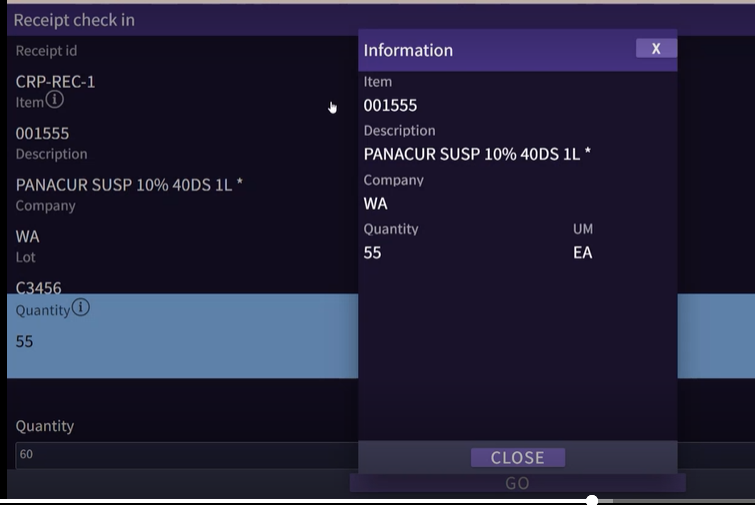 Receipt check in
Receipt id
CRP-REC-1
Item
001555
Description
PANACUR SUSP 10% 40DS 1L *
Company
WA
Lot
C3456
Quantity
55
Quantity
60
GO
Information X
Item
001555
Description
PANACUR SUSP 10% 40DS 1L *
Company
WA
Quantity UM
55 EA
CLOSE